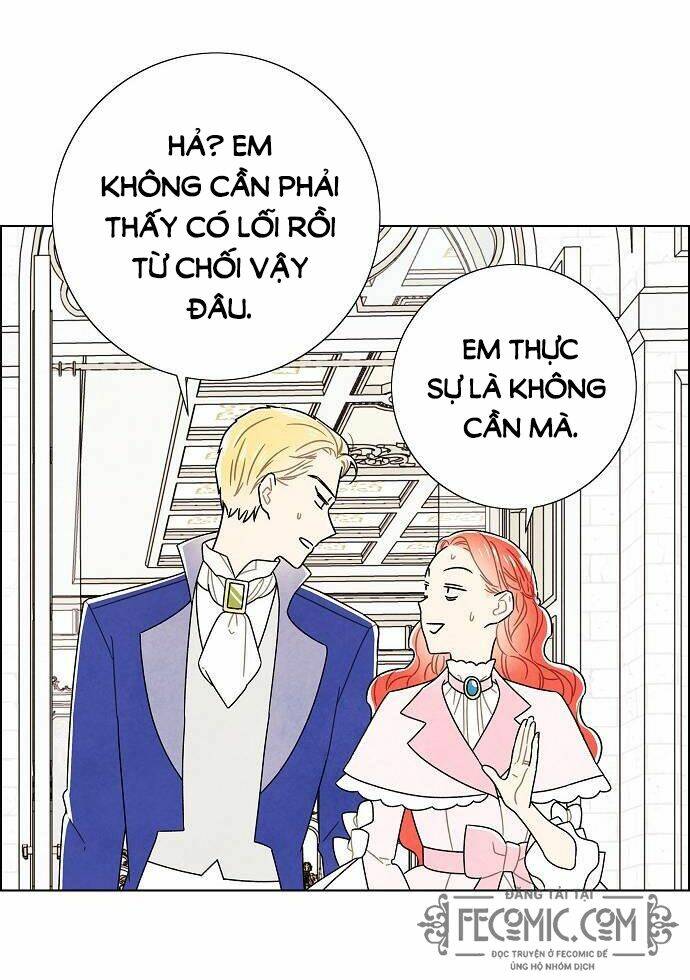 HẢ? EM
KHÔNG CẦN PHẢI
THẤY CÓ LỖI RỒI
TỪ CHỐI VẬY
ĐÂU.
EM THỰC
SỰ LÀ KHÔNG
CẦN MÀ.
ĐĂNG TẢI TẠI
FECOMIC.COM
ĐỌC TRUYỆN Ở FECOMIC ĐỂ
ỦNG HỘ NHÓM DỊCH